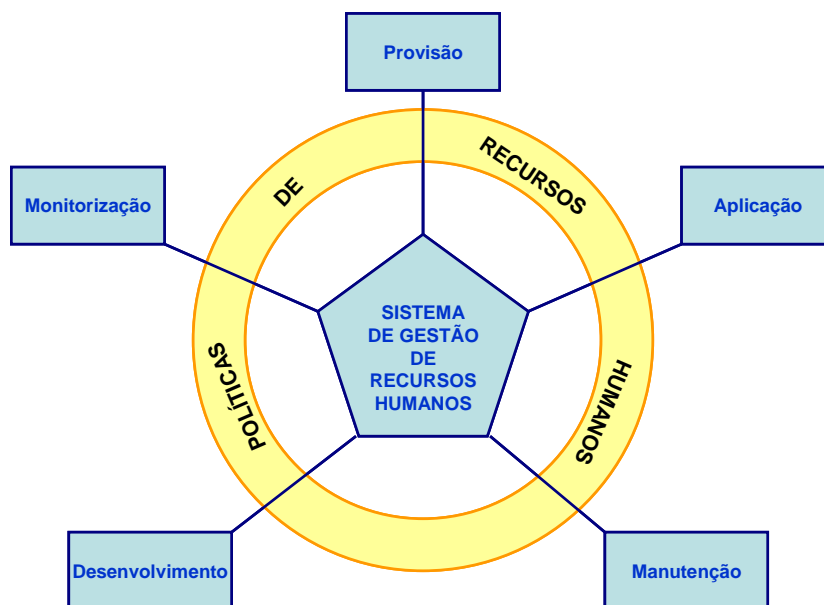 Provisão
Monitorização
Aplicação
POLÍTICAS DE RECURSOS HUMANOS
SISTEMA
DE GESTÃO
DE
RECURSOS
HUMANOS
Desenvolvimento
Manutenção